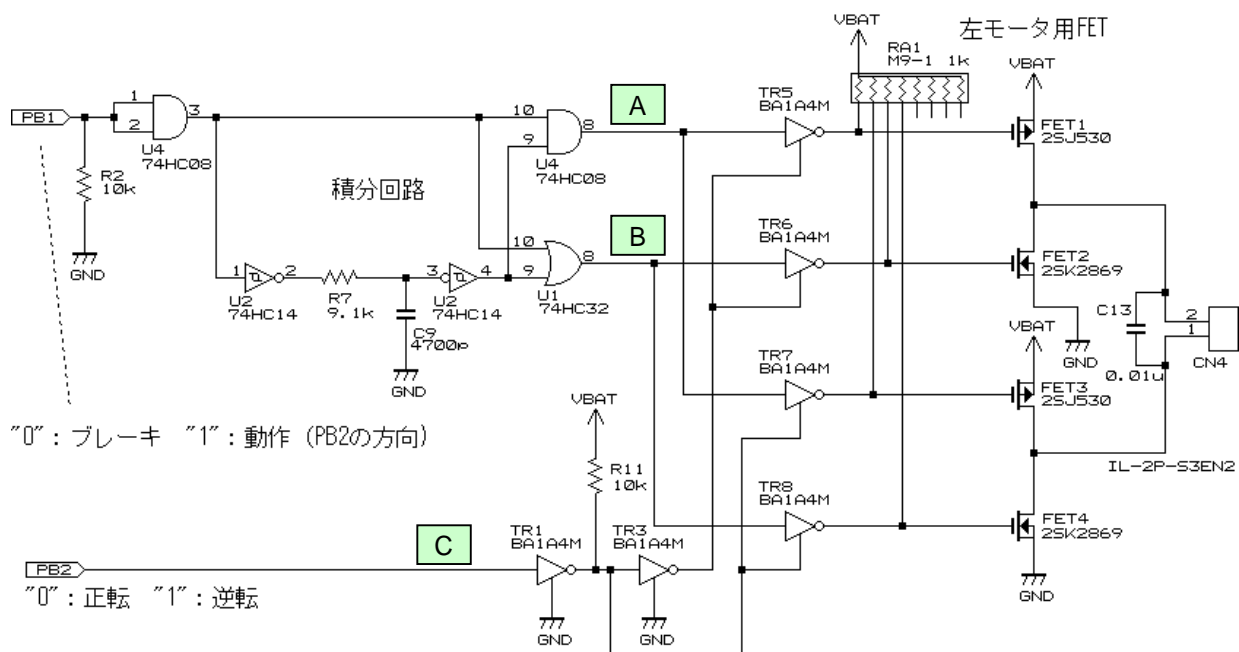 左モータ用FET
VBAT
RA1
M9-1 1k
VBAT
PB1
1
2
3
U4
74HC08
R2
10k
GND
積分回路
10
9
8
U4
74HC08
A
TR5
BA1A4M
FET1
2SJ530
10
9
8
U1
74HC32
B
TR6
BA1A4M
FET2
2SK2869
1
2
U2
74HC14
R7
9.1k
3
4
U2
74HC14
C9
4700p
GND
GND
VBAT
C13
0.01u
2
1
CN4
IL-2P-S3EN2
TR7
BA1A4M
FET3
2SJ530
"0"：ブレーキ "1"：動作 (PB2の方向)
VBAT
R11
10k
TR8
BA1A4M
FET4
2SK2869
GND
PB2
C
TR1
BA1A4M
TR3
BA1A4M
GND
GND
"0"：正転 "1"：逆転